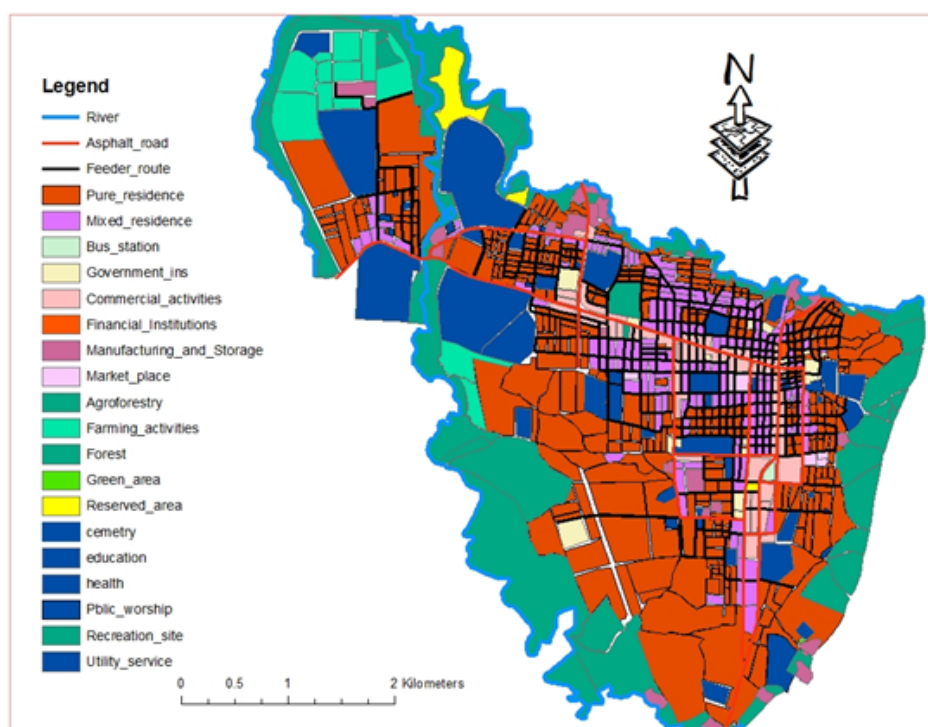 N
Legend
River
Asphalt_road
Feeder_route
Pure_residence
Mixed_residence
Bus_station
Government_ins
Commercial_activities
Financial_Institutions
Manufacturing_and_Storage
Market_place
Agroforestry
Farming_activities
Forest
Green_area
Reserved_area
cemetry
education
health
Pblic_worship
Recreation_site
Utility_service
0 0.5 1 2 Kilometers